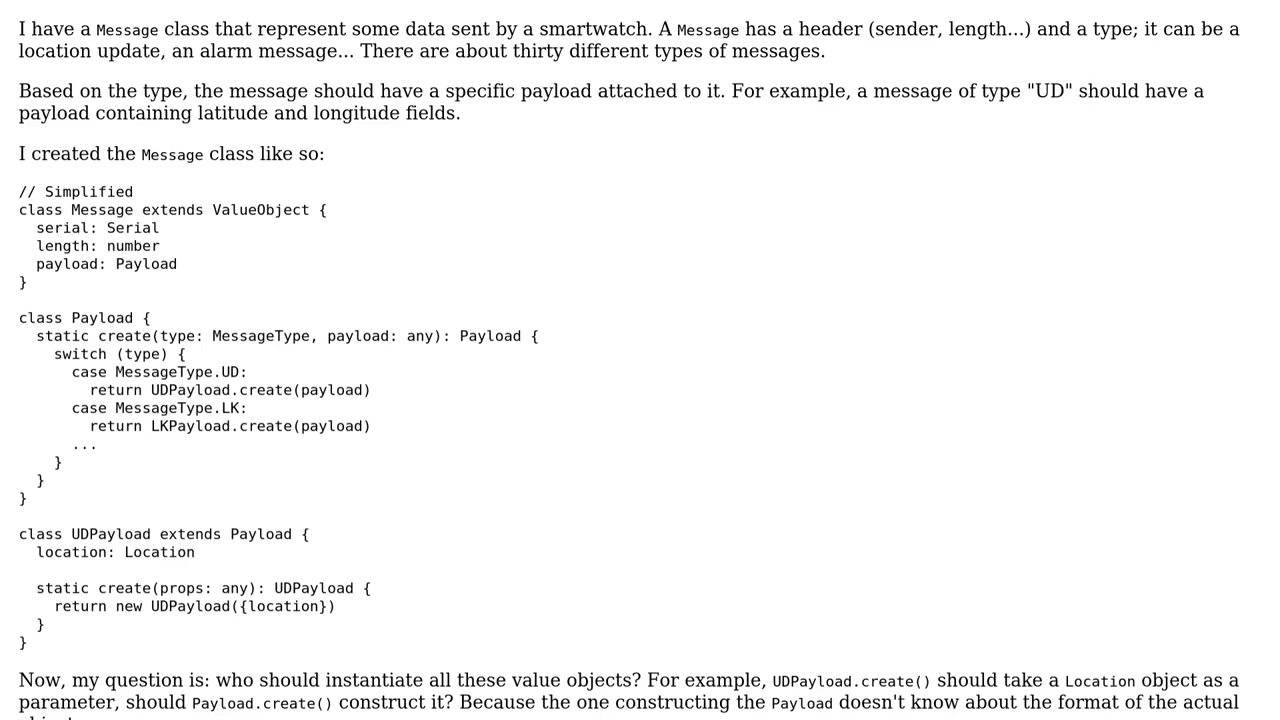 I have a Message class that represent some data sent by a smartwatch. A Message has a header (sender, length...) and a type; it can be a
location update, an alarm message... There are about thirty different types of messages.
Based on the type, the message should have a specific payload attached to it. For example, a message of type "UD" should have a
payload containing latitude and longitude fields.
I created the Message class like so:
// Simplified
class Message extends ValueObject {
  serial: Serial
  length: number
  payload: Payload
}
class Payload {
  static create(type: MessageType, payload: any): Payload {
    switch (type) {
      case MessageType.UD:
        return UDPayload.create(payload)
      case MessageType.LK:
        return LKPayload.create(payload)
      ...
    }
  }
}
class UDPayload extends Payload {
  location: Location
  static create(props: any): UDPayload {
    return new UDPayload({location})
  }
}
Now, my question is: who should instantiate all these value objects? For example, UDPayload.create() should take a Location object as a
parameter, should Payload.create() construct it? Because the one constructing the Payload doesn't know about the format of the actual